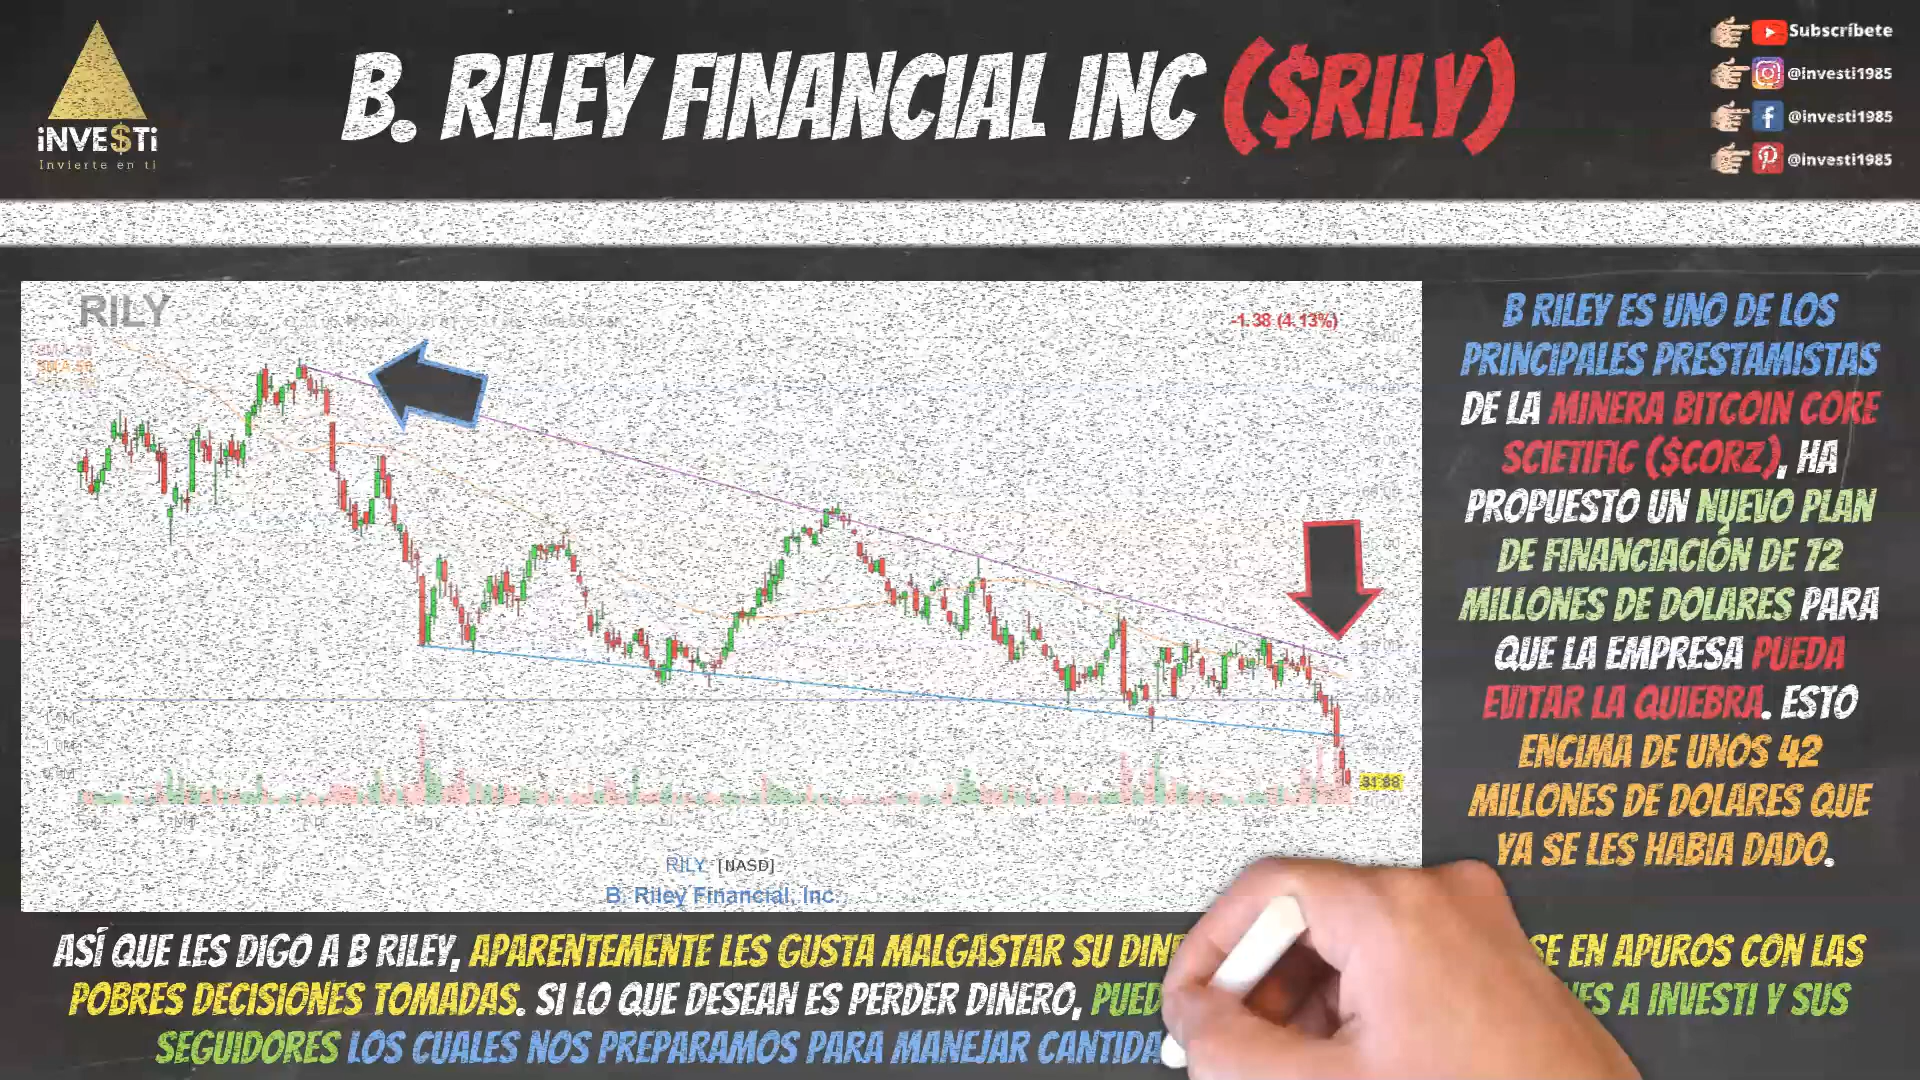 iNVE$Ti
Invierte en ti
B. RILEY FINANCIAL INC ($RILY)
Subscríbete
@investi1985
@investi1985
@investi1985
RILY
-1.38 (4.13%)
31.88
RILY [NASD]
B. Riley Financial, Inc.
B RILEY ES UNO DE LOS
PRINCIPALES PRESTAMISTAS
DE LA MINERA BITCOIN CORE
SCIETIFIC ($CORZ), HA
PROPUESTO UN NUEVO PLAN
DE FINANCIACIÓN DE 72
MILLONES DE DOLARES PARA
QUE LA EMPRESA PUEDA
EVITAR LA QUIEBRA. ESTO
ENCIMA DE UNOS 42
MILLONES DE DOLARES QUE
YA SE LES HABIA DADO.
ASÍ QUE LES DIGO A B RILEY, APARENTEMENTE LES GUSTA MALGASTAR SU DIN SE EN APUROS CON LAS
POBRES DECISIONES TOMADAS. SI LO QUE DESEAN ES PERDER DINERO, PUED NES A INVESTI Y SUS
SEGUIDORES LOS CUALES NOS PREPARAMOS PARA MANEJAR CANTIDA